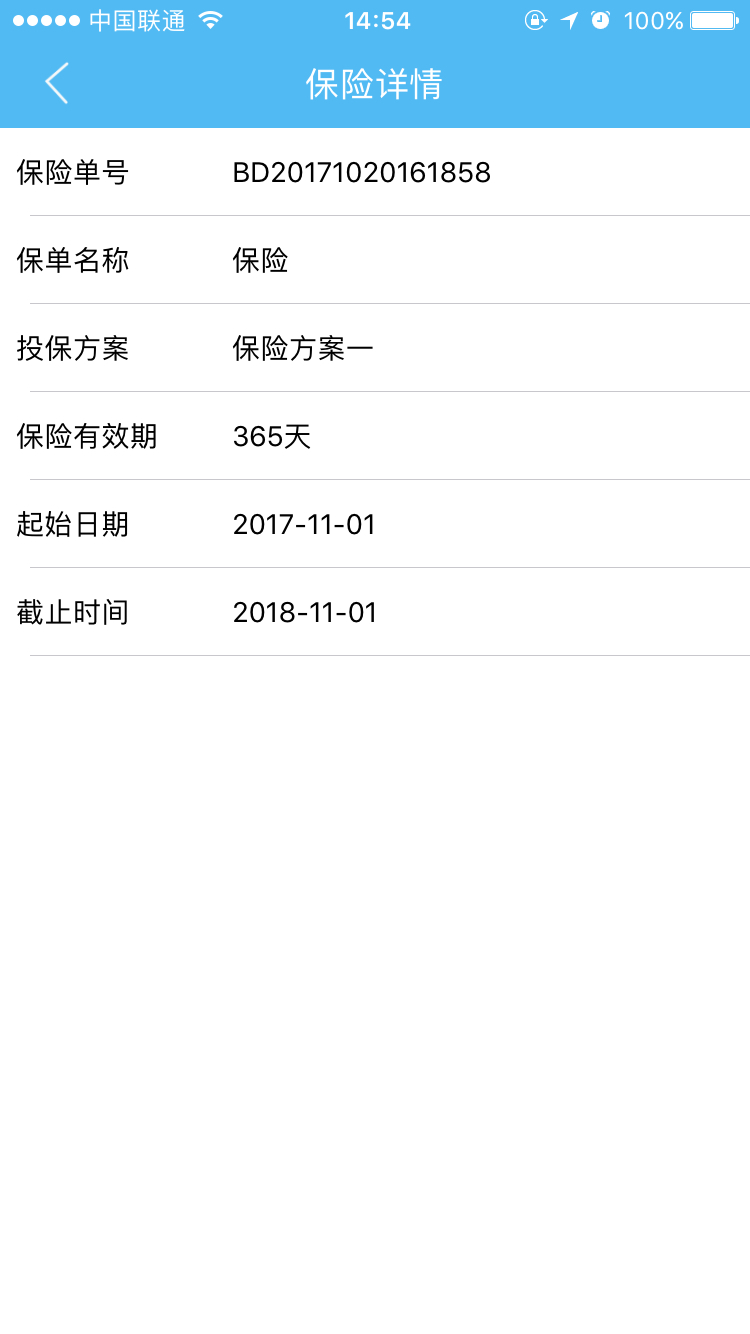 中国联通 14:54 100%
保险详情
保险单号 BD20171020161858
保单名称 保险
投保方案 保险方案一
保险有效期 365天
起始日期 2017-11-01
截止时间 2018-11-01